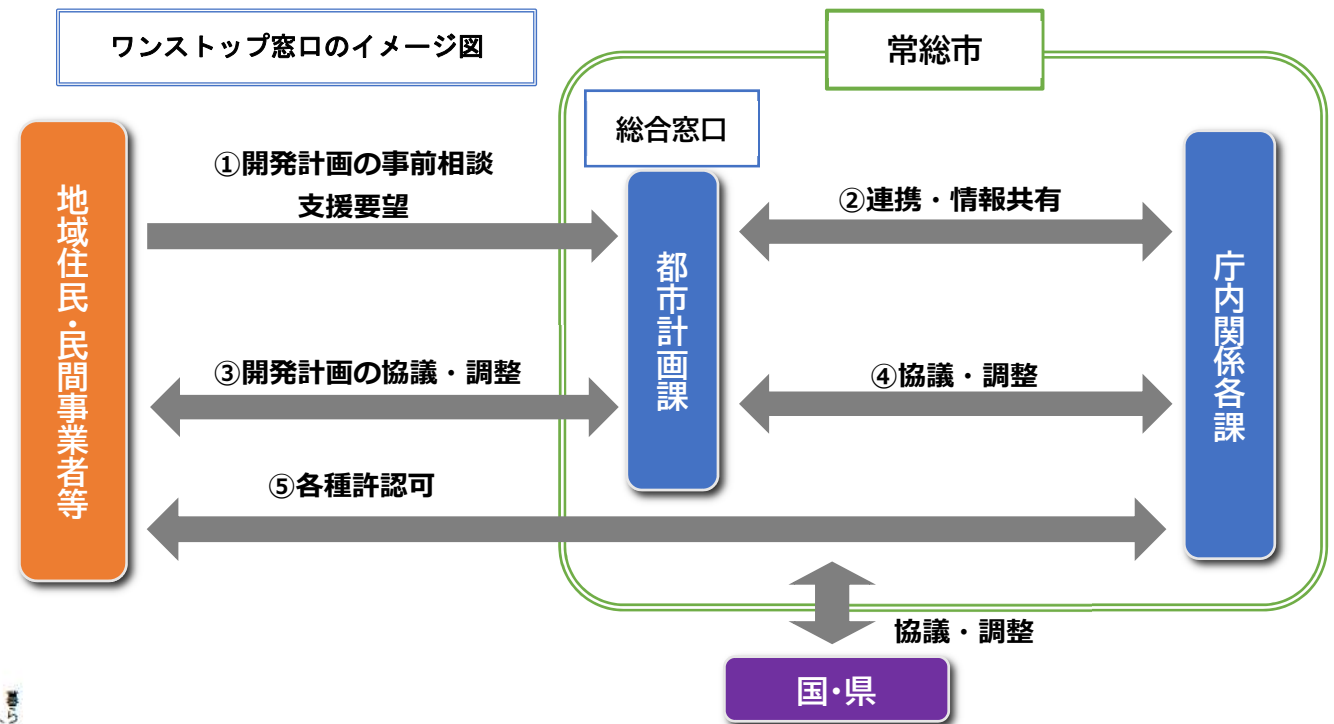 ワンストップ窓口のイメージ図
常総市
総合窓口
地域住民・民間事業者等
①開発計画の事前相談
支援要望
都市計画課
②連携・情報共有
庁内関係各課
③開発計画の協議・調整
④協議・調整
⑤各種許認可
協議・調整
国・県
暮ら